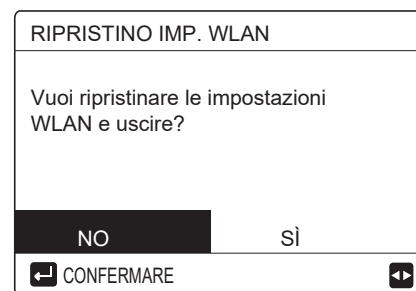 RIPRISTINO IMP. WLAN
Vuoi ripristinare le impostazioni
WLAN e uscire?
NO SÌ
CONFERMARE